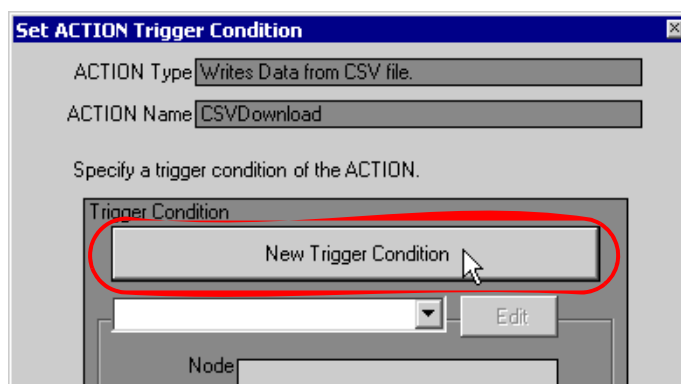 Set ACTION Trigger Condition
ACTION Type Writes Data from CSV file.
ACTION Name CSVDownload
Specify a trigger condition of the ACTION.
Trigger Condition
New Trigger Condition
Edit
Node